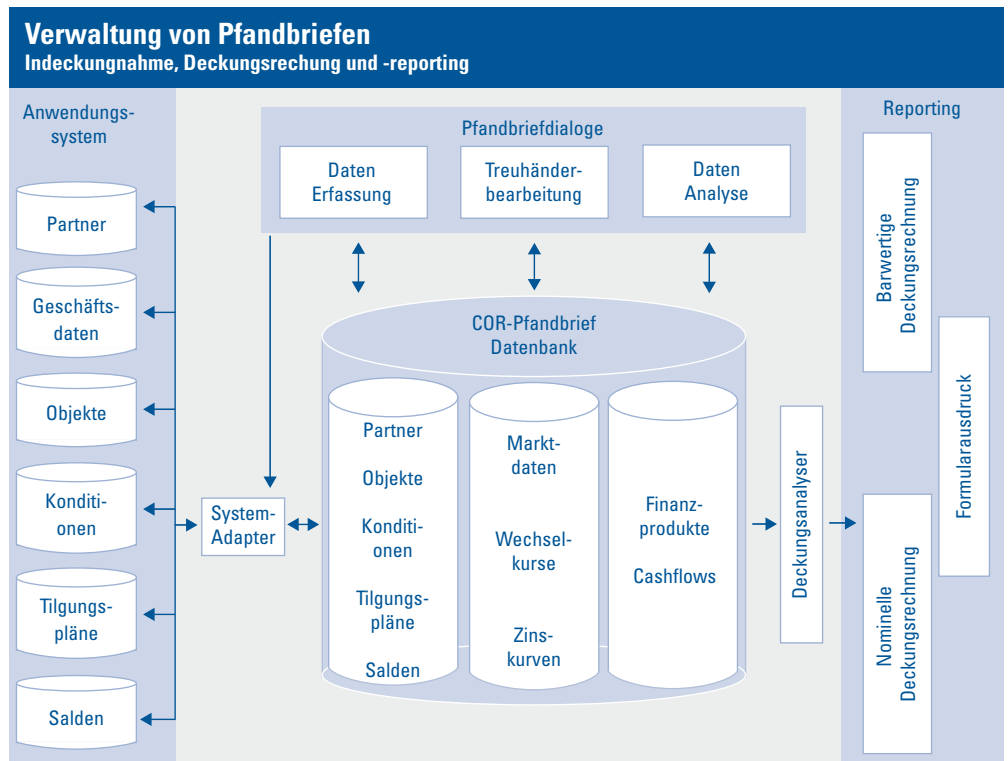 Verwaltung von Pfandbriefen
Indeckungnahme, Deckungsrechung und -reporting
Anwendungs-
system
Partner
Geschäfts-
daten
Objekte
Konditi-
onen
Tilgungs-
pläne
Salden
Pfandbriefdialoge
Daten
Erfassung
Treuhänder-
bearbeitung
Daten
Analyse
System-
Adapter
COR-Pfandbrief
Datenbank
Partner
Objekte
Konditi-
onen
Tilgungs-
pläne
Salden
Markt-
daten
Wechsel-
kurse
Zins-
kurven
Finanz-
produkte
Cashflows
Deckungsanalyser
Reporting
Barwertige
Deckungsrechnung
Nominelle
Deckungsrechnung
Formularausdruck